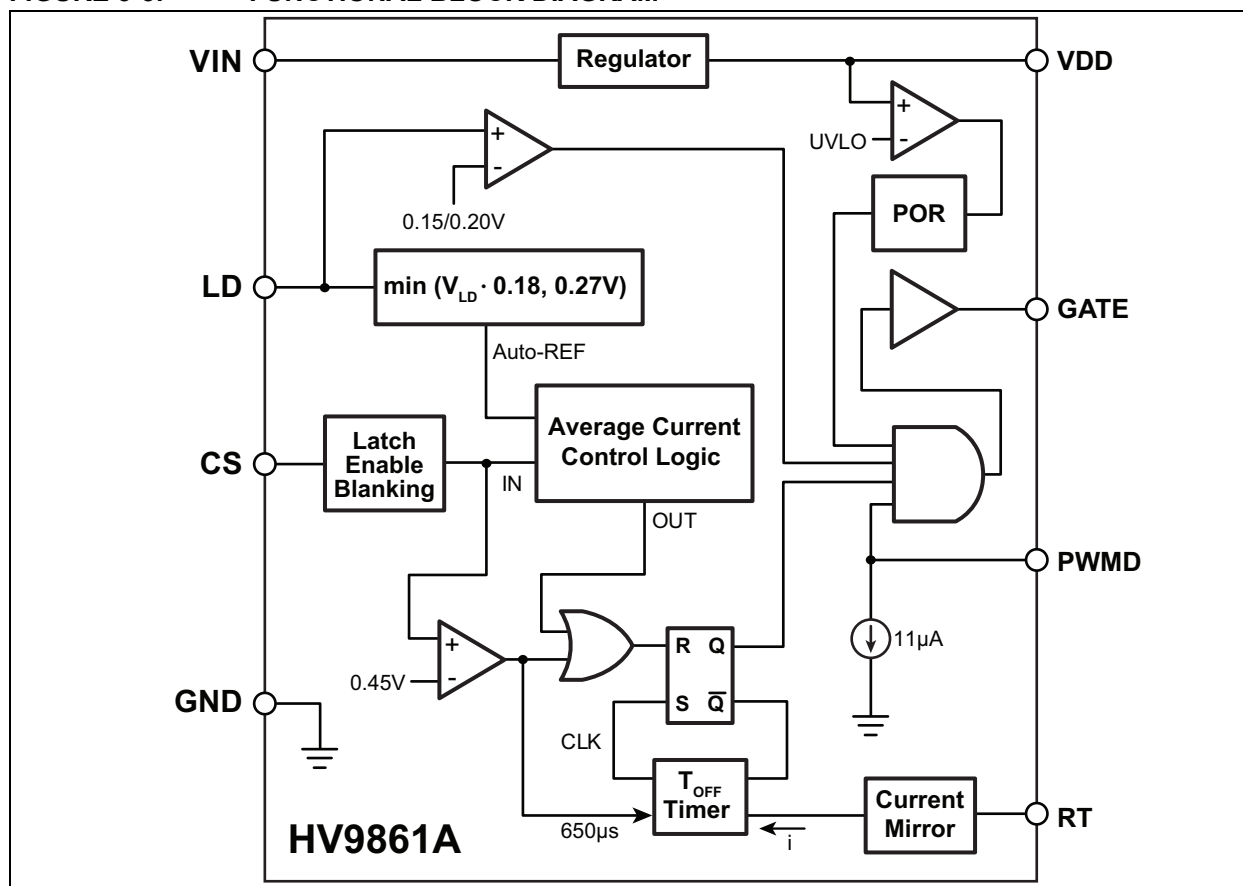 VIN
Regulator
VDD
+
-
UVLO
POR
+
-
0.15/0.20V
LD
min (VLD · 0.18, 0.27V)
GATE
Auto-REF
CS
Latch
Enable
Blanking
IN
Average Current
Control Logic
OUT
PWMD
11µA
+
-
0.45V
R Q
S Q̅
GND
CLK
TOFF
Timer
650µs
i
Current
Mirror
RT
HV9861A